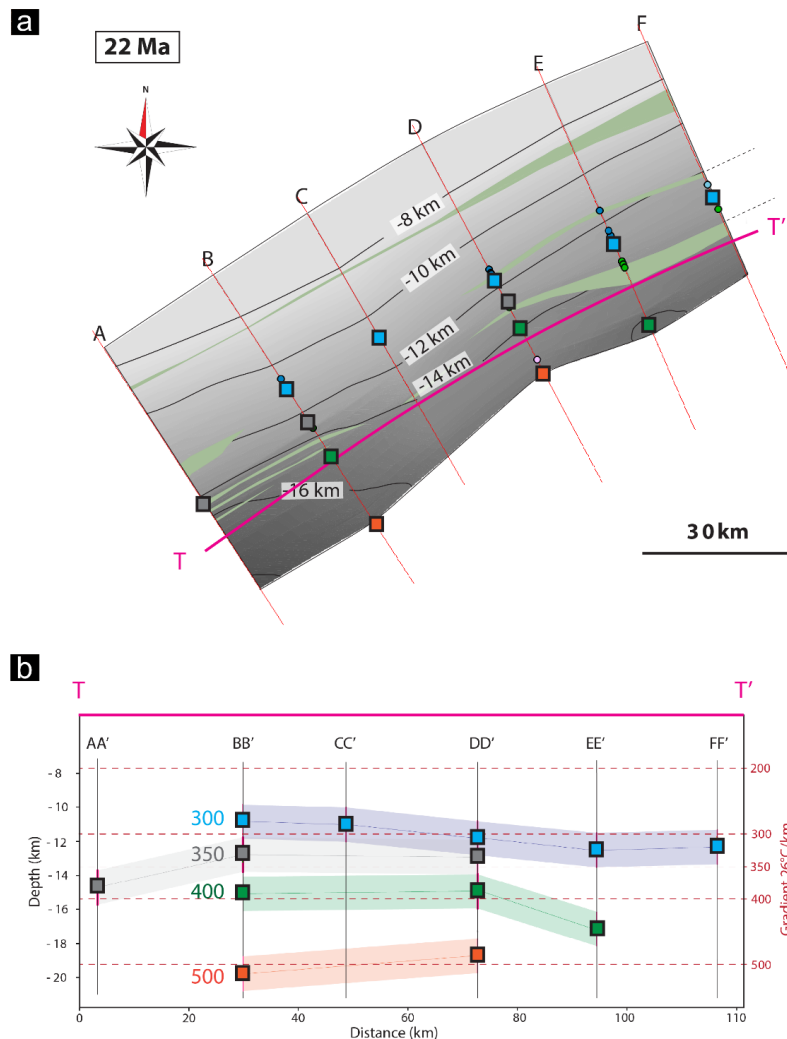 a
22 Ma
N
A
B
C
D
E
F
-8 km
-10 km
-12 km
-14 km
-16 km
T
T'
30 km
b
T
T'
AA'
BB'
CC'
DD'
EE'
FF'
Depth (km)
- 8
- 10
- 12
- 14
- 16
- 18
- 20
300
350
400
500
200
300
350
400
500
Gradient 26°C/km
0
20
40
60
80
100
110
Distance (km)